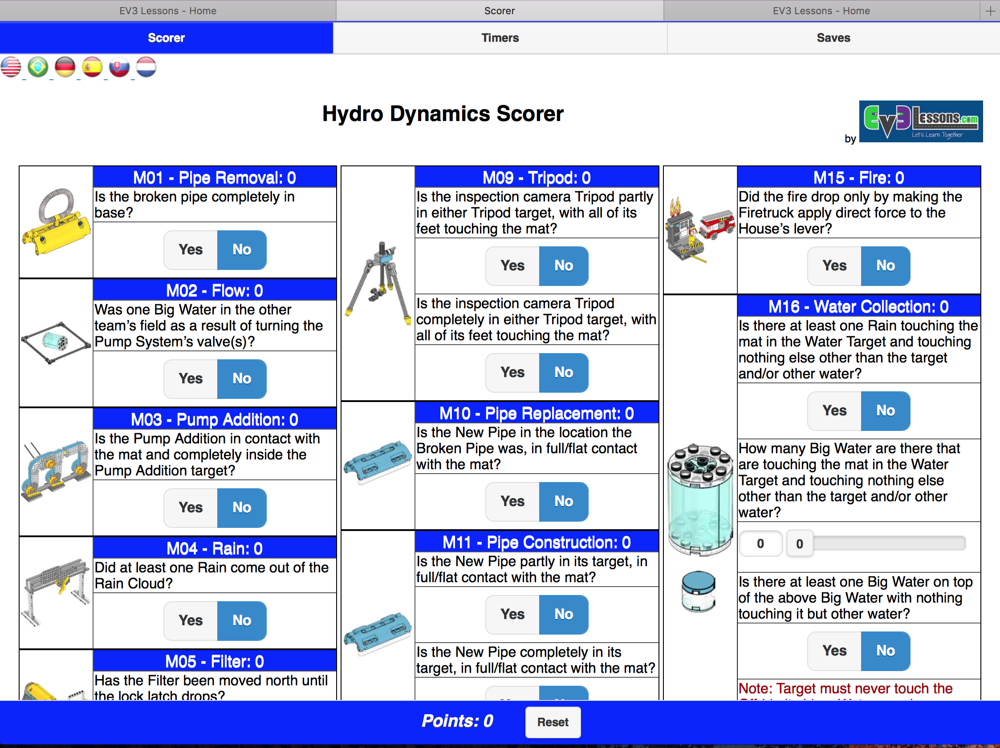 EV3 Lessons - Home
Scorer
EV3 Lessons - Home
Scorer
Timers
Saves
Hydro Dynamics Scorer
by
EV3Lessons.com
Let's Learn Together
M01 - Pipe Removal: 0
Is the broken pipe completely in
base?
Yes
No
M02 - Flow: 0
Was one Big Water in the other
team’s field as a result of turning the
Pump System’s valve(s)?
Yes
No
M03 - Pump Addition: 0
Is the Pump Addition in contact with
the mat and completely inside the
Pump Addition target?
Yes
No
M04 - Rain: 0
Did at least one Rain come out of the
Rain Cloud?
Yes
No
M05 - Filter: 0
Has the Filter been moved north until
the lock latch drops?
M09 - Tripod: 0
Is the inspection camera Tripod partly
in either Tripod target, with all of its
feet touching the mat?
Yes
No
Is the inspection camera Tripod
completely in either Tripod target, with
all of its feet touching the mat?
Yes
No
M10 - Pipe Replacement: 0
Is the New Pipe in the location the
Broken Pipe was, in full/flat contact
with the mat?
Yes
No
M11 - Pipe Construction: 0
Is the New Pipe partly in its target, in
full/flat contact with the mat?
Yes
No
Is the New Pipe completely in its
target, in full/flat contact with the mat?
M15 - Fire: 0
Did the fire drop only by making the
Firetruck apply direct force to the
House’s lever?
Yes
No
M16 - Water Collection: 0
Is there at least one Rain touching the
mat in the Water Target and touching
nothing else other than the target
and/or other water?
Yes
No
How many Big Water are there that
are touching the mat in the Water
Target and touching nothing else
other than the target and/or other
water?
0
0
Is there at least one Big Water on top
of the above Big Water with nothing
touching it but other water?
Yes
No
Note: Target must never touch the
Points: 0
Reset